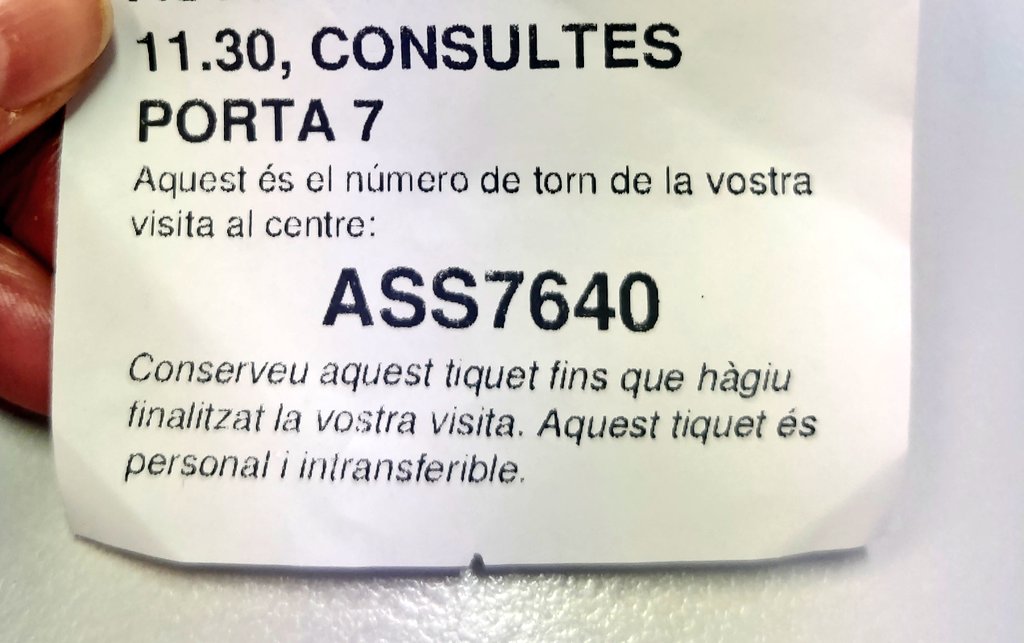 11.30, CONSULTES
PORTA 7
Aquest és el número de torn de la vostra
visita al centre:
ASS7640
Conserveu aquest tiquet fins que hàgiu
finalitzat la vostra visita. Aquest tiquet és
personal i intransferible.